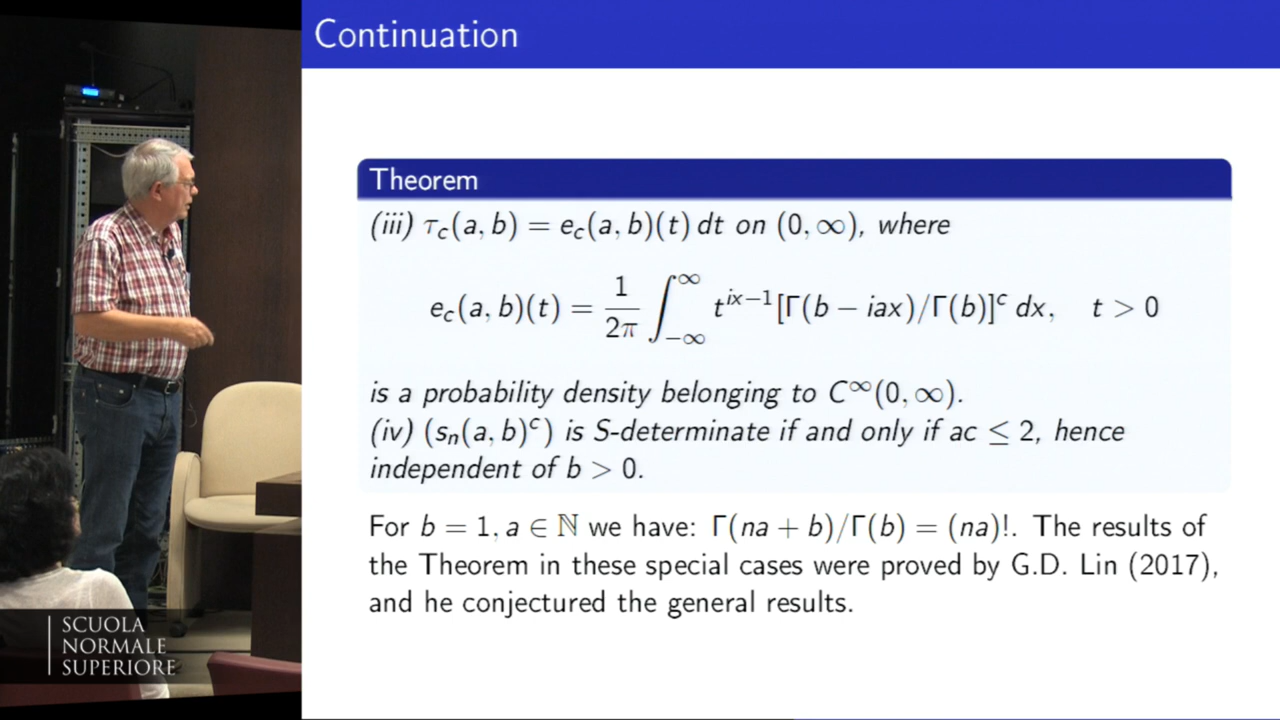 Continuation
Theorem
(iii) τ_c(a, b) = e_c(a, b)(t) dt on (0, ∞), where
e_c(a, b)(t) = \frac{1}{2π} ∫_{−∞}^{∞} t^{ix−1}[Γ(b − iax)/Γ(b)]^c dx, t > 0
is a probability density belonging to C^∞(0, ∞).
(iv) (s_n(a, b)^c) is S-determinate if and only if ac ≤ 2, hence
independent of b > 0.
For b = 1, a ∈ ℕ we have: Γ(na + b)/Γ(b) = (na)!. The results of
the Theorem in these special cases were proved by G.D. Lin (2017),
and he conjectured the general results.
SCUOLA
NORMALE
SUPERIORE